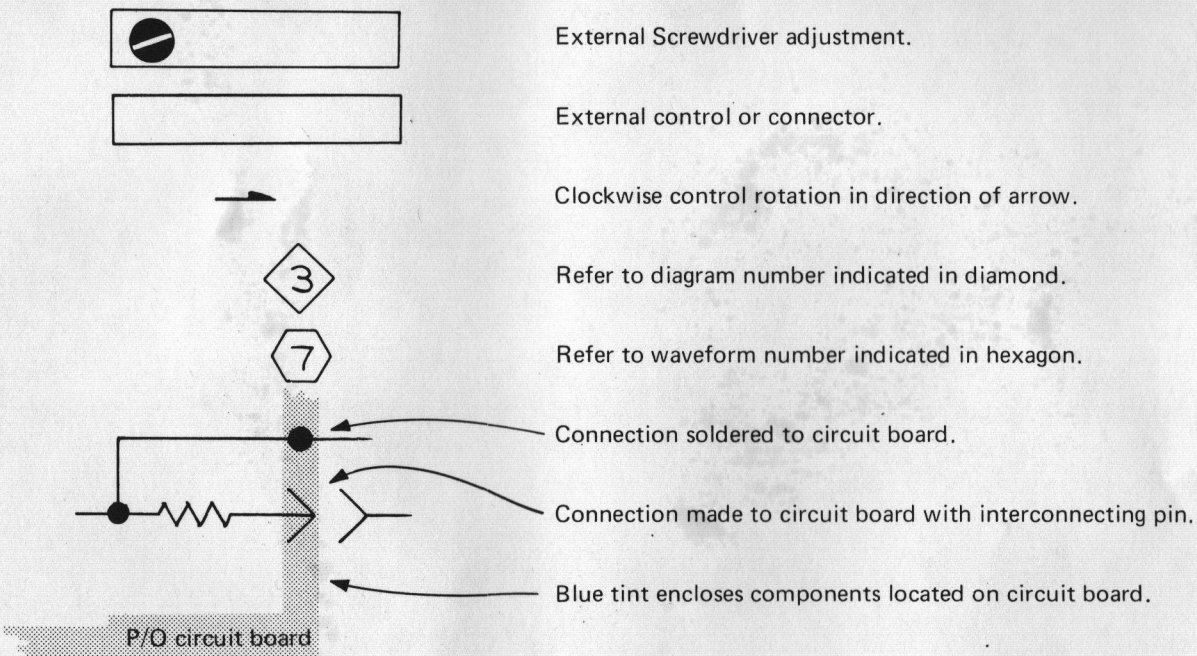 External Screwdriver adjustment.
External control or connector.
Clockwise control rotation in direction of arrow.
3
Refer to diagram number indicated in diamond.
7
Refer to waveform number indicated in hexagon.
Connection soldered to circuit board.
Connection made to circuit board with interconnecting pin.
Blue tint encloses components located on circuit board.
P/O circuit board